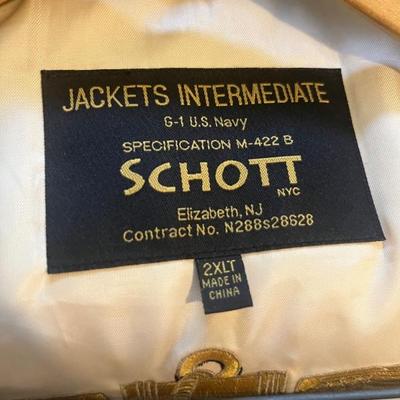 JACKETS INTERMEDIATE
G-1 U.S. Navy
SPECIFICATION M-422 B
SCHOTT
NYC
Elizabeth, NJ
Contract No. N288s28628
2XLT
MADE IN
CHINA